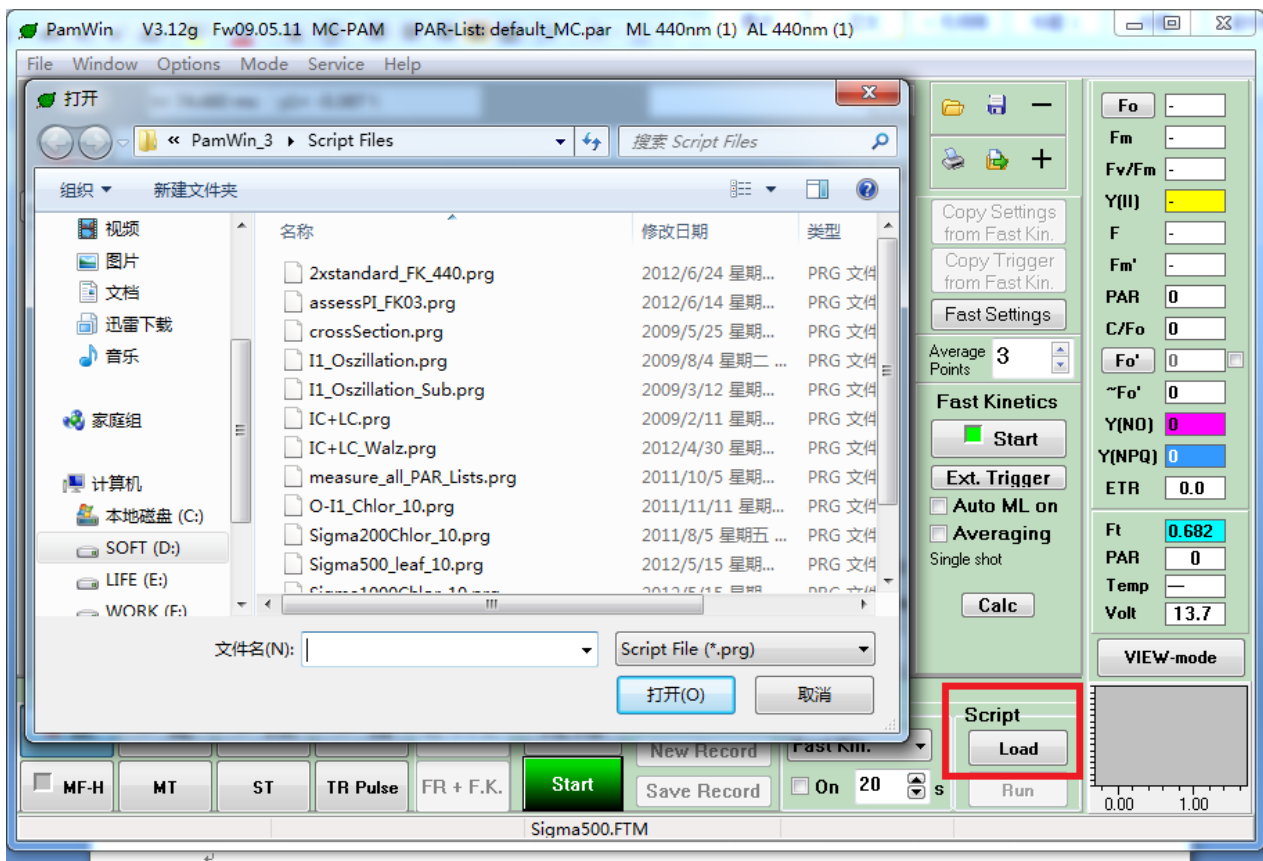 PamWin V3.12g Fw09.05.11 MC-PAM PAR-List: default_MC.par ML 440nm (1) AL 440nm (1)
File Window Options Mode Service Help
打开
« PamWin_3 ▸ Script Files
搜索 Script Files
组织 新建文件夹
视频
图片
文档
迅雷下载
音乐
家庭组
计算机
本地磁盘 (C:)
SOFT (D:)
LIFE (E:)
WORK (F:)
名称 修改日期 类型
2xstandard_FK_440.prg 2012/6/24 星期... PRG 文件
assessPI_FK03.prg 2012/6/14 星期... PRG 文件
crossSection.prg 2009/5/25 星期... PRG 文件
I1_Oszillation.prg 2009/8/4 星期二 ... PRG 文件
I1_Oszillation_Sub.prg 2009/3/12 星期... PRG 文件
IC+LC.prg 2009/2/11 星期... PRG 文件
IC+LC_Walz.prg 2012/4/30 星期... PRG 文件
measure_all_PAR_Lists.prg 2011/10/5 星期... PRG 文件
O-I1_Chlor_10.prg 2011/11/11 星期... PRG 文件
Sigma200Chlor_10.prg 2011/8/5 星期五 ... PRG 文件
Sigma500_leaf_10.prg 2012/5/15 星期... PRG 文件
Sigma1000Chlor_10.prg 2012/5/15 星期... PRG 文件
文件名(N): Script File (*.prg)
打开(O) 取消
Copy Settings
from Fast Kin.
Copy Trigger
from Fast Kin.
Fast Settings
Average
Points 3
Fast Kinetics
Start
Ext. Trigger
Auto ML on
Averaging
Single shot
Calc
Fo -
Fm -
Fv/Fm -
Y(II) -
F -
Fm' -
PAR 0
C/Fo 0
Fo' 0
~Fo' 0
Y(NO) 0
Y(NPQ) 0
ETR 0.0
Ft 0.682
PAR 0
Temp —
Volt 13.7
VIEW-mode
Script
Load
Run
New Record
Fast Kin.
MF-H MT ST TR Pulse FR + F.K. Start Save Record On 20 s
0.00 1.00
Sigma500.FTM